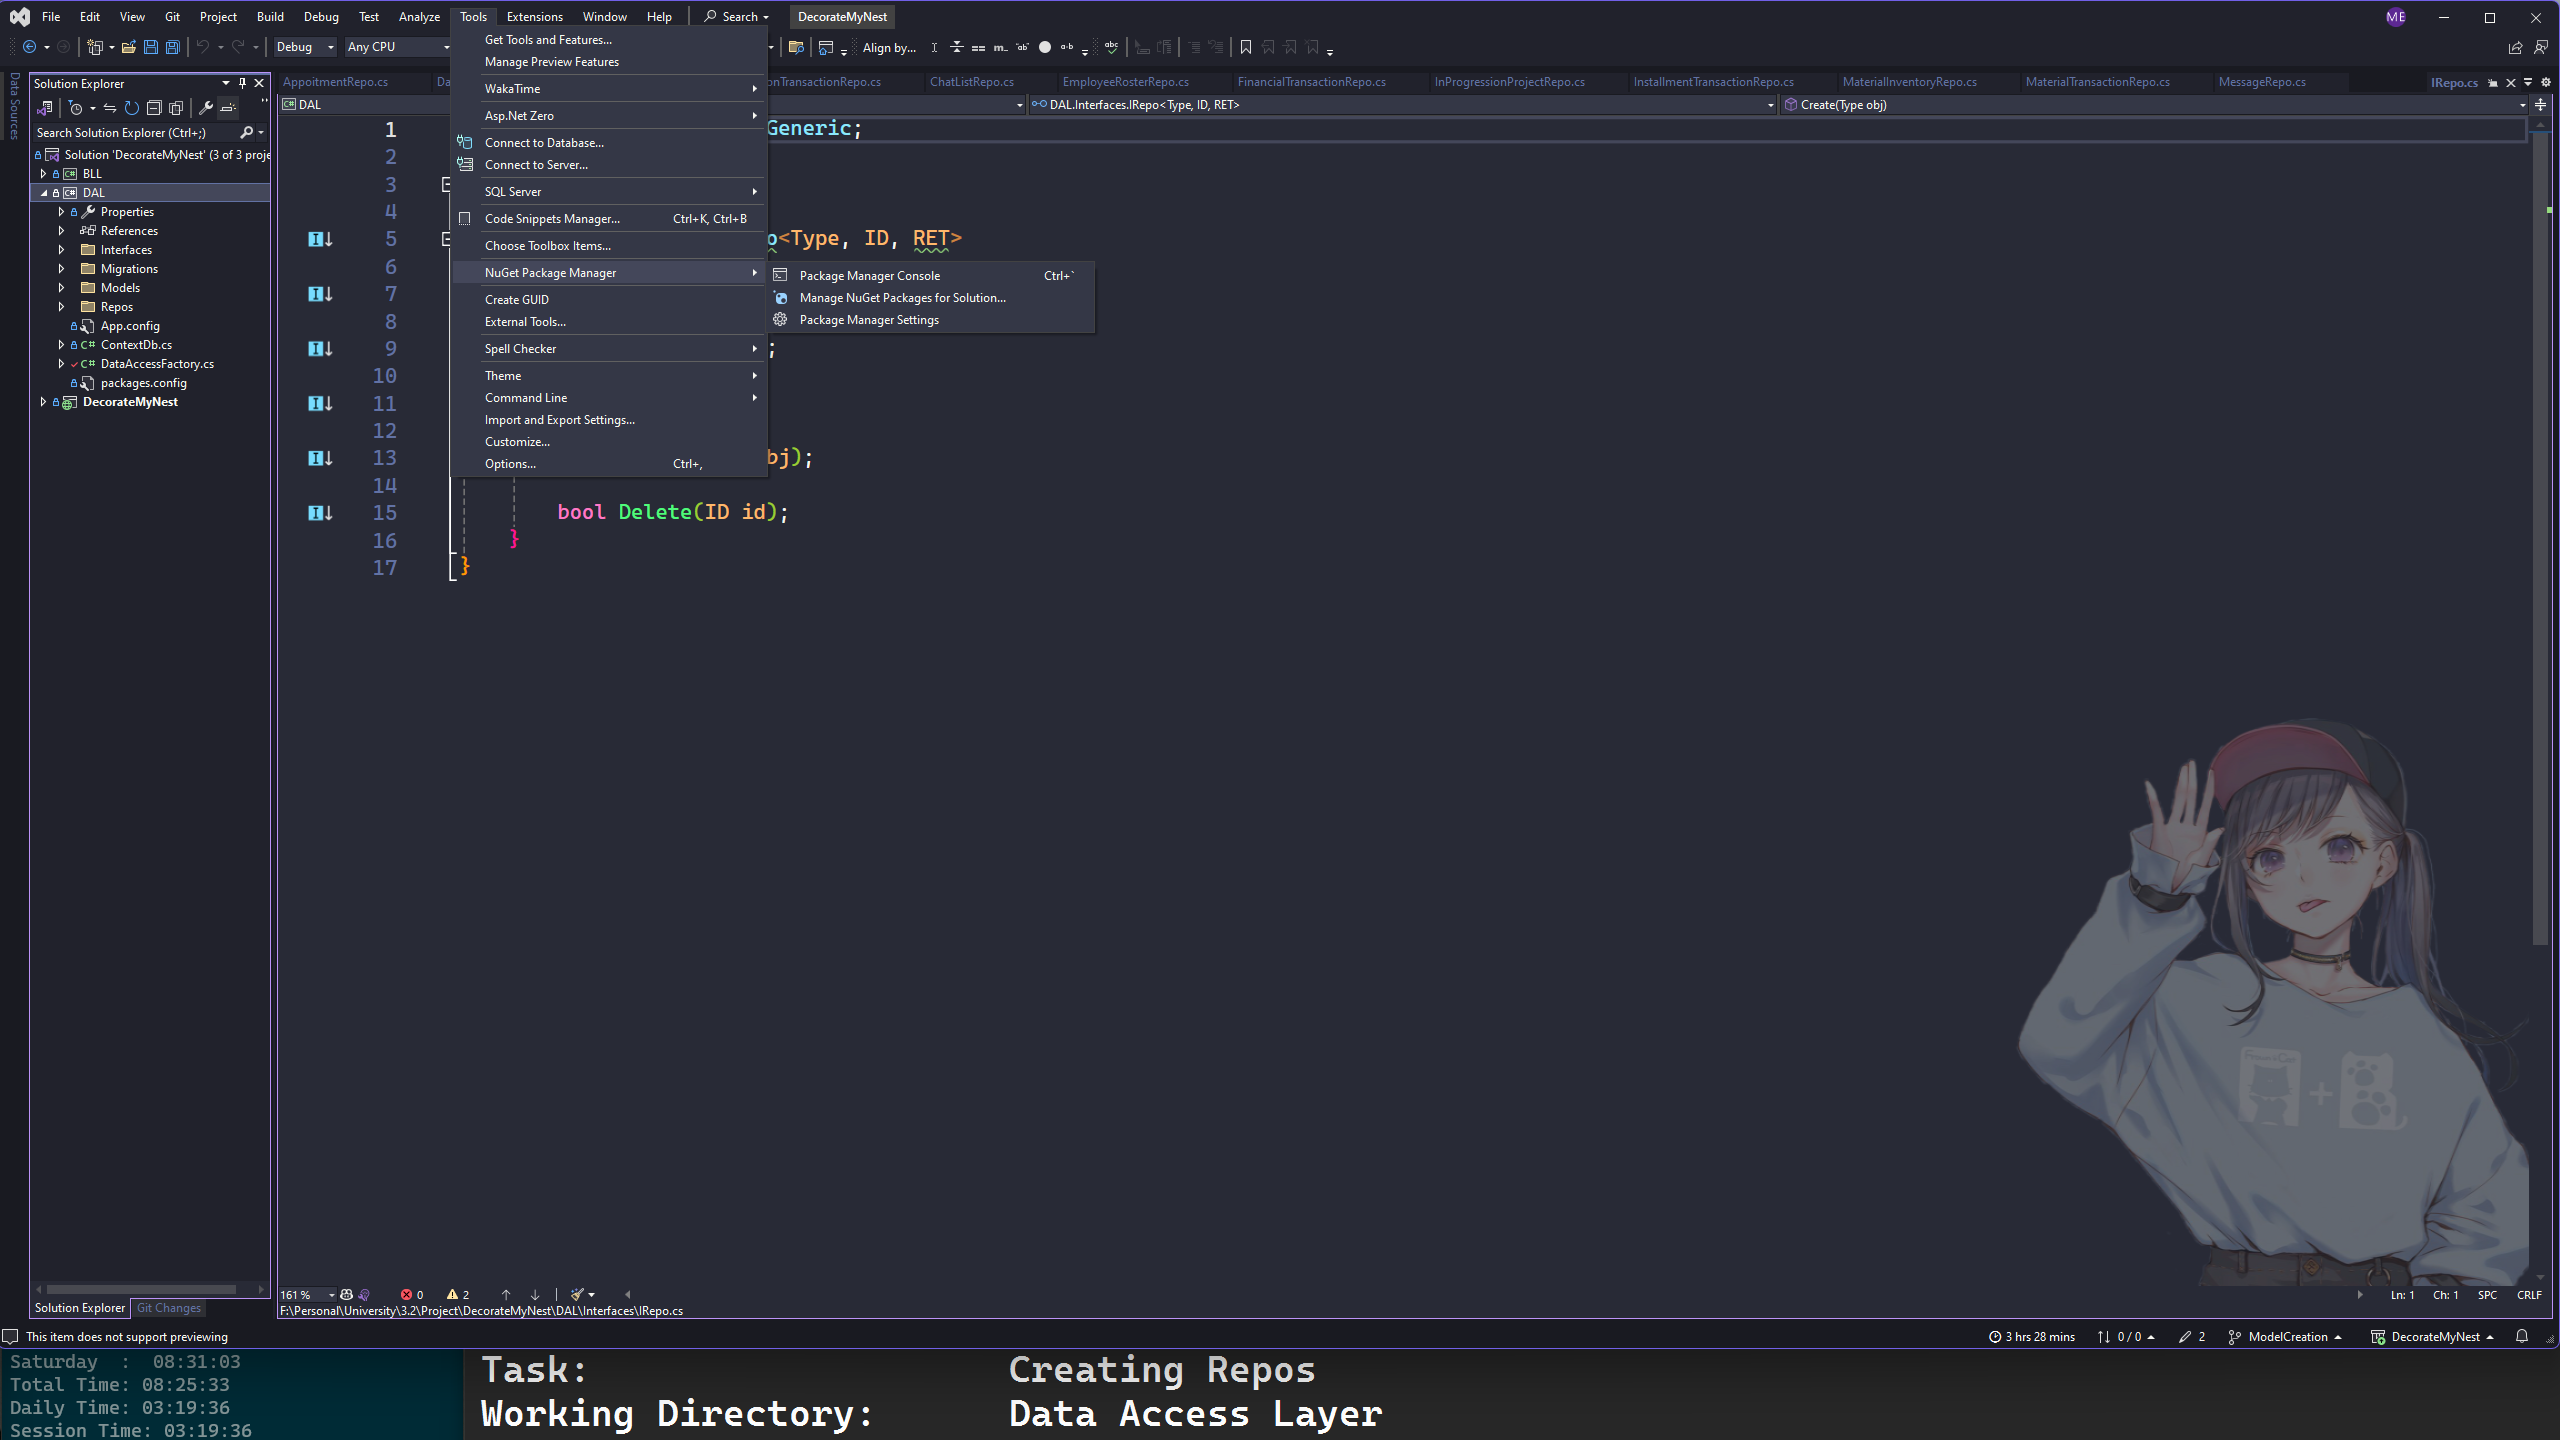 File Edit View Git Project Build Debug Test Analyze Tools Extensions Window Help Search DecorateMyNest ME
Debug Any CPU Align by...
Data Sources
Solution Explorer
Search Solution Explorer (Ctrl+;)
Solution 'DecorateMyNest' (3 of 3 proje
BLL
DAL
Properties
References
Interfaces
Migrations
Models
Repos
App.config
ContextDb.cs
DataAccessFactory.cs
packages.config
DecorateMyNest
Solution Explorer Git Changes
AppoitmentRepo.cs Da onTransactionRepo.cs ChatListRepo.cs EmployeeRosterRepo.cs FinancialTransactionRepo.cs InProgressionProjectRepo.cs InstallmentTransactionRepo.cs MaterialInventoryRepo.cs MaterialTransactionRepo.cs MessageRepo.cs IRepo.cs
DAL DAL.Interfaces.IRepo<Type, ID, RET> Create(Type obj)
Get Tools and Features...
Manage Preview Features
WakaTime
Asp.Net Zero
Connect to Database...
Connect to Server...
SQL Server
Code Snippets Manager... Ctrl+K, Ctrl+B
Choose Toolbox Items...
NuGet Package Manager
Create GUID
External Tools...
Spell Checker
Theme
Command Line
Import and Export Settings...
Customize...
Options... Ctrl+,
Package Manager Console Ctrl+`
Manage NuGet Packages for Solution...
Package Manager Settings
1 Generic;
2
3
4
5 o<Type, ID, RET>
6
7
8
9 ;
10
11
12
13 bj);
14
15 bool Delete(ID id);
16 }
17 }
161 % 0 2 Ln: 1 Ch: 1 SPC CRLF
F:\Personal\University\3.2\Project\DecorateMyNest\DAL\Interfaces\IRepo.cs
This item does not support previewing 3 hrs 28 mins 0 / 0 2 ModelCreation DecorateMyNest
Saturday : 08:31:03
Total Time: 08:25:33
Daily Time: 03:19:36
Session Time: 03:19:36
Task: Creating Repos
Working Directory: Data Access Layer